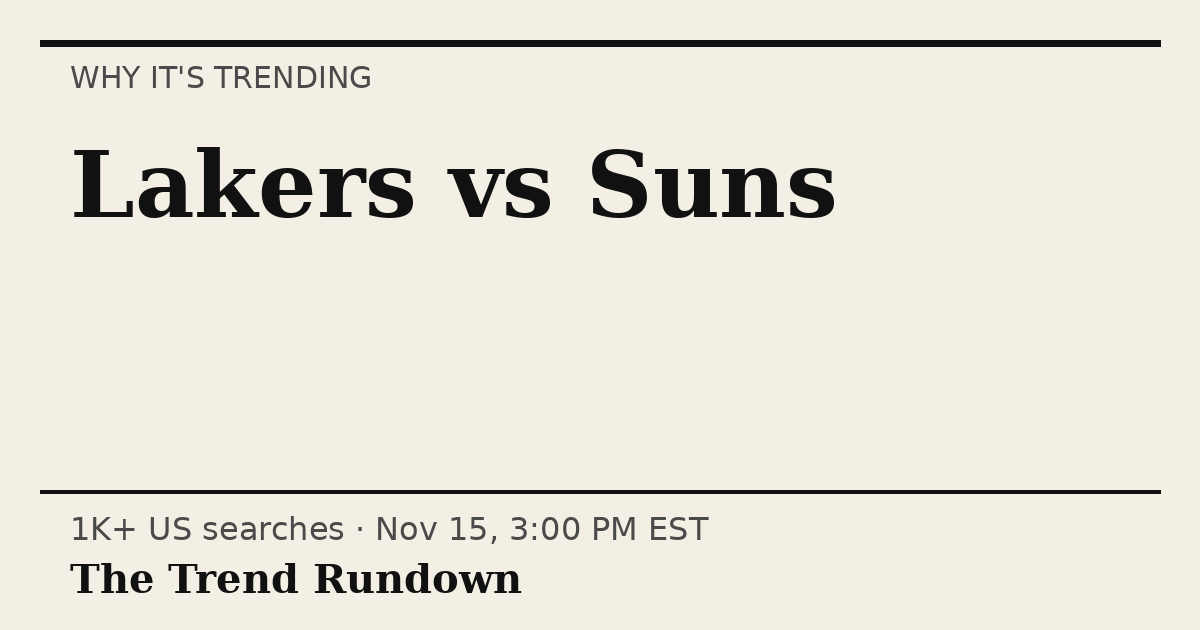 WHY IT'S TRENDING
Lakers vs Suns
1K+ US searches · Nov 15, 3:00 PM EST
The Trend Rundown